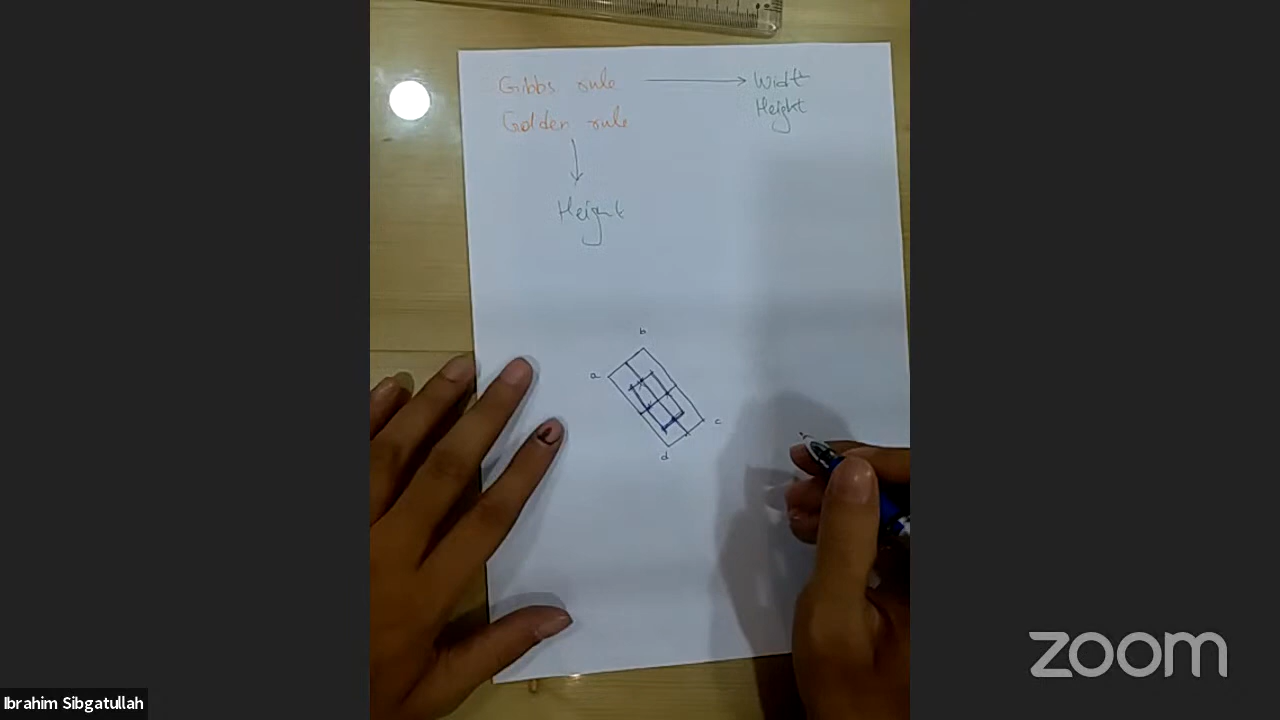 Gibbs rule → Width
Height
Golden rule
↓
Height
b
a
c
d
Ibrahim Sibgatullah
zoom